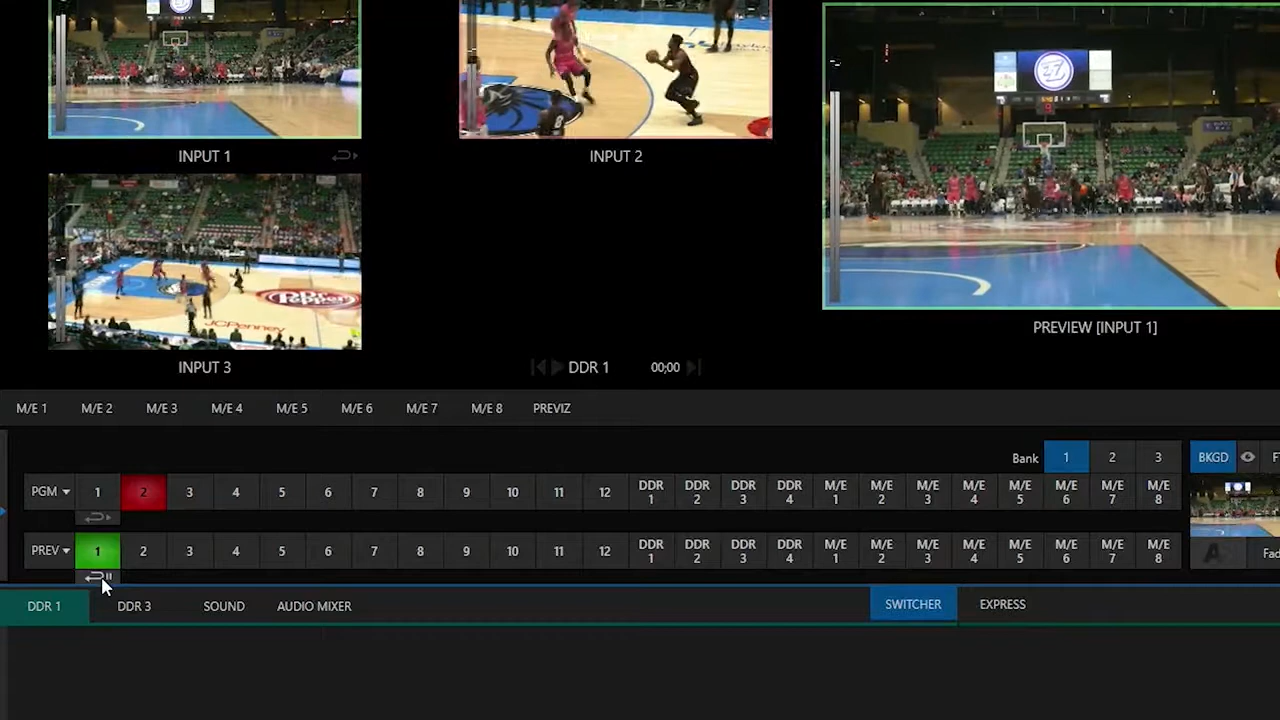 INPUT 1
INPUT 2
INPUT 3
PREVIEW [INPUT 1]
DDR 1 00;00
M/E 1 M/E 2 M/E 3 M/E 4 M/E 5 M/E 6 M/E 7 M/E 8 PREVIZ
Bank 1 2 3 BKGD
PGM 1 2 3 4 5 6 7 8 9 10 11 12 DDR 1 DDR 2 DDR 3 DDR 4 M/E 1 M/E 2 M/E 3 M/E 4 M/E 5 M/E 6 M/E 7 M/E 8
PREV 1 2 3 4 5 6 7 8 9 10 11 12 DDR 1 DDR 2 DDR 3 DDR 4 M/E 1 M/E 2 M/E 3 M/E 4 M/E 5 M/E 6 M/E 7 M/E 8
DDR 1 DDR 3 SOUND AUDIO MIXER SWITCHER EXPRESS
Dr Pepper
JCPenney